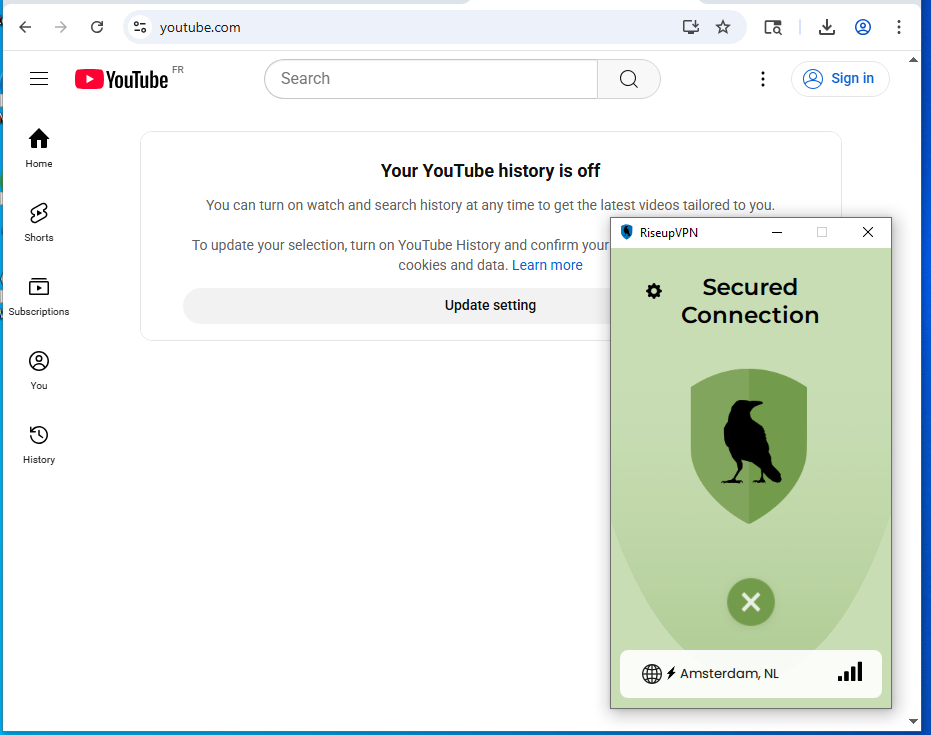 youtube.com
YouTube FR
Search
Sign in
Home
Shorts
Subscriptions
You
History
Your YouTube history is off
You can turn on watch and search history at any time to get the latest videos tailored to you.
To update your selection, turn on YouTube History and confirm your
cookies and data. Learn more
Update setting
RiseupVPN
Secured
Connection
Amsterdam, NL